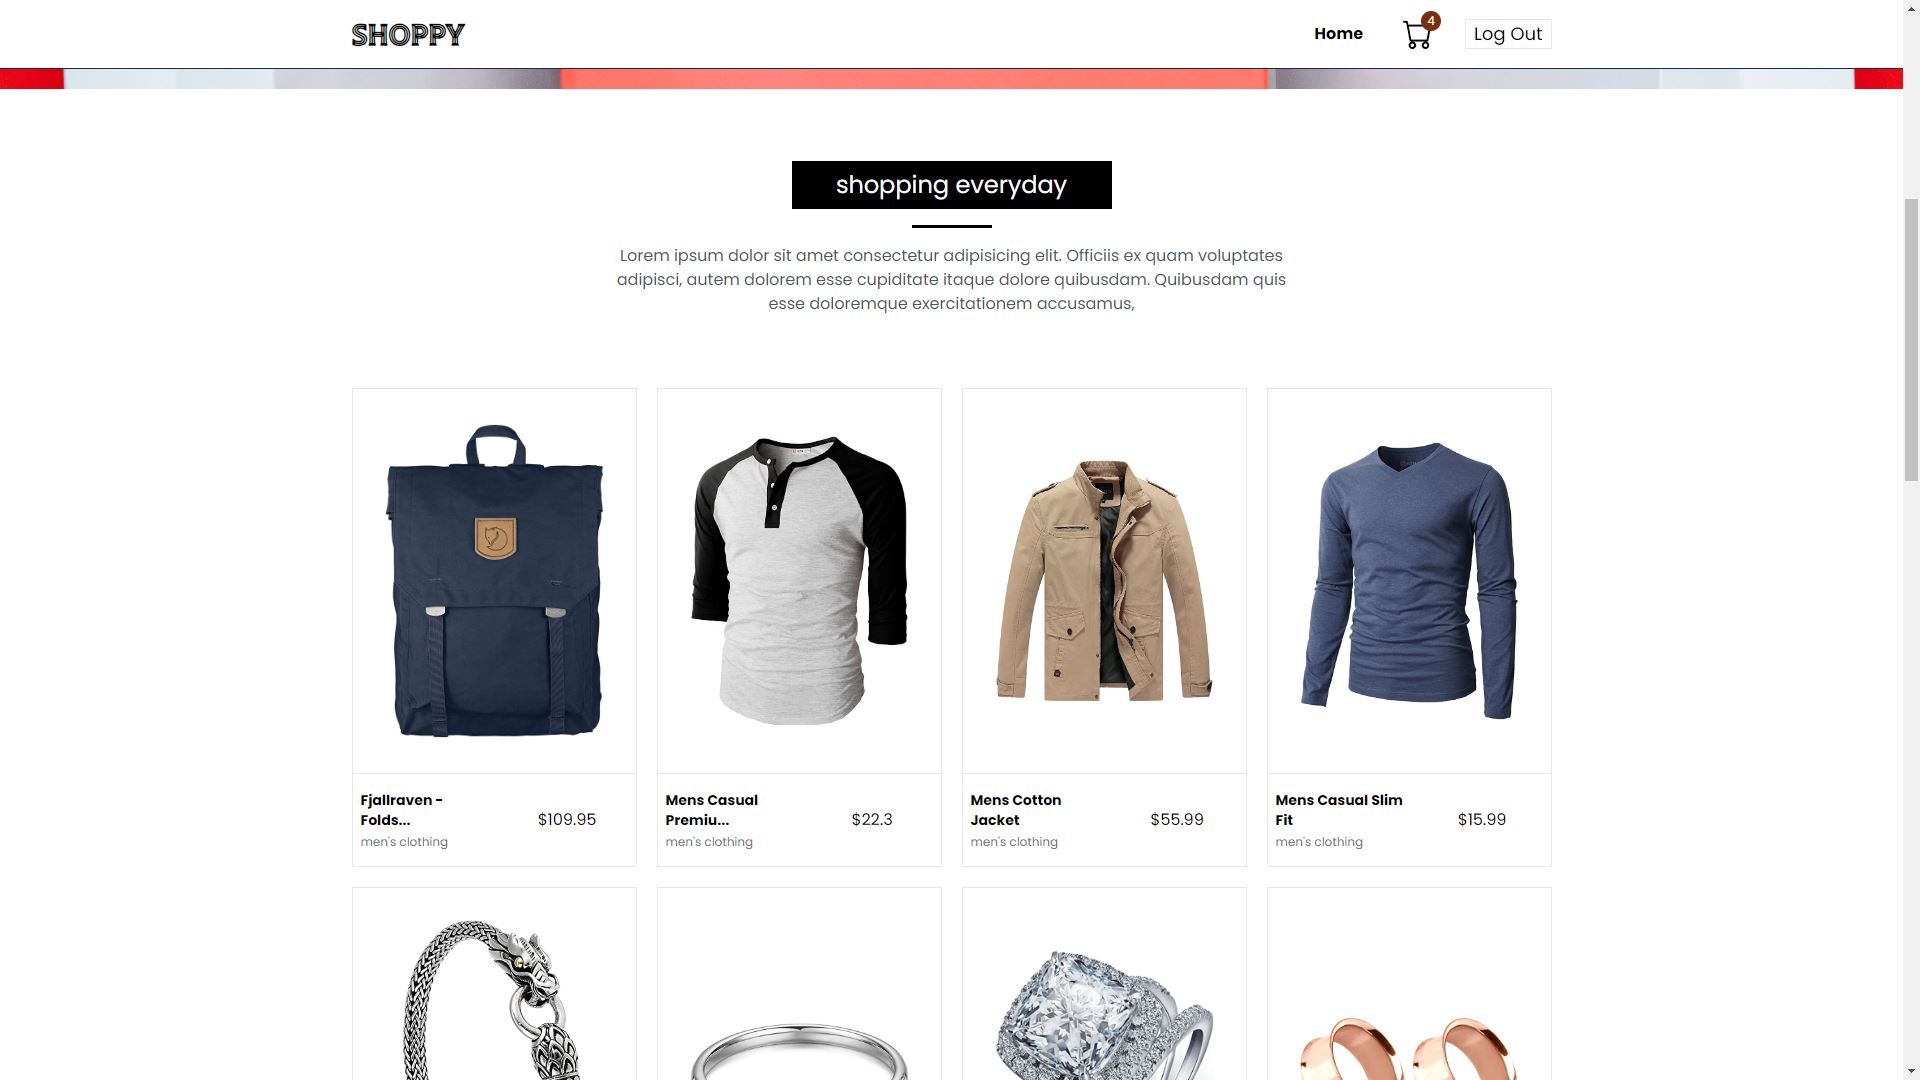 SHOPPY
Home
4
Log Out
shopping everyday
Lorem ipsum dolor sit amet consectetur adipisicing elit. Officiis ex quam voluptates
adipisci, autem dolorem esse cupiditate itaque dolore quibusdam. Quibusdam quis
esse doloremque exercitationem accusamus,
Fjallraven -
Folds...
$109.95
men's clothing
Mens Casual
Premiu...
$22.3
men's clothing
Mens Cotton
Jacket
$55.99
men's clothing
Mens Casual Slim
Fit
$15.99
men's clothing